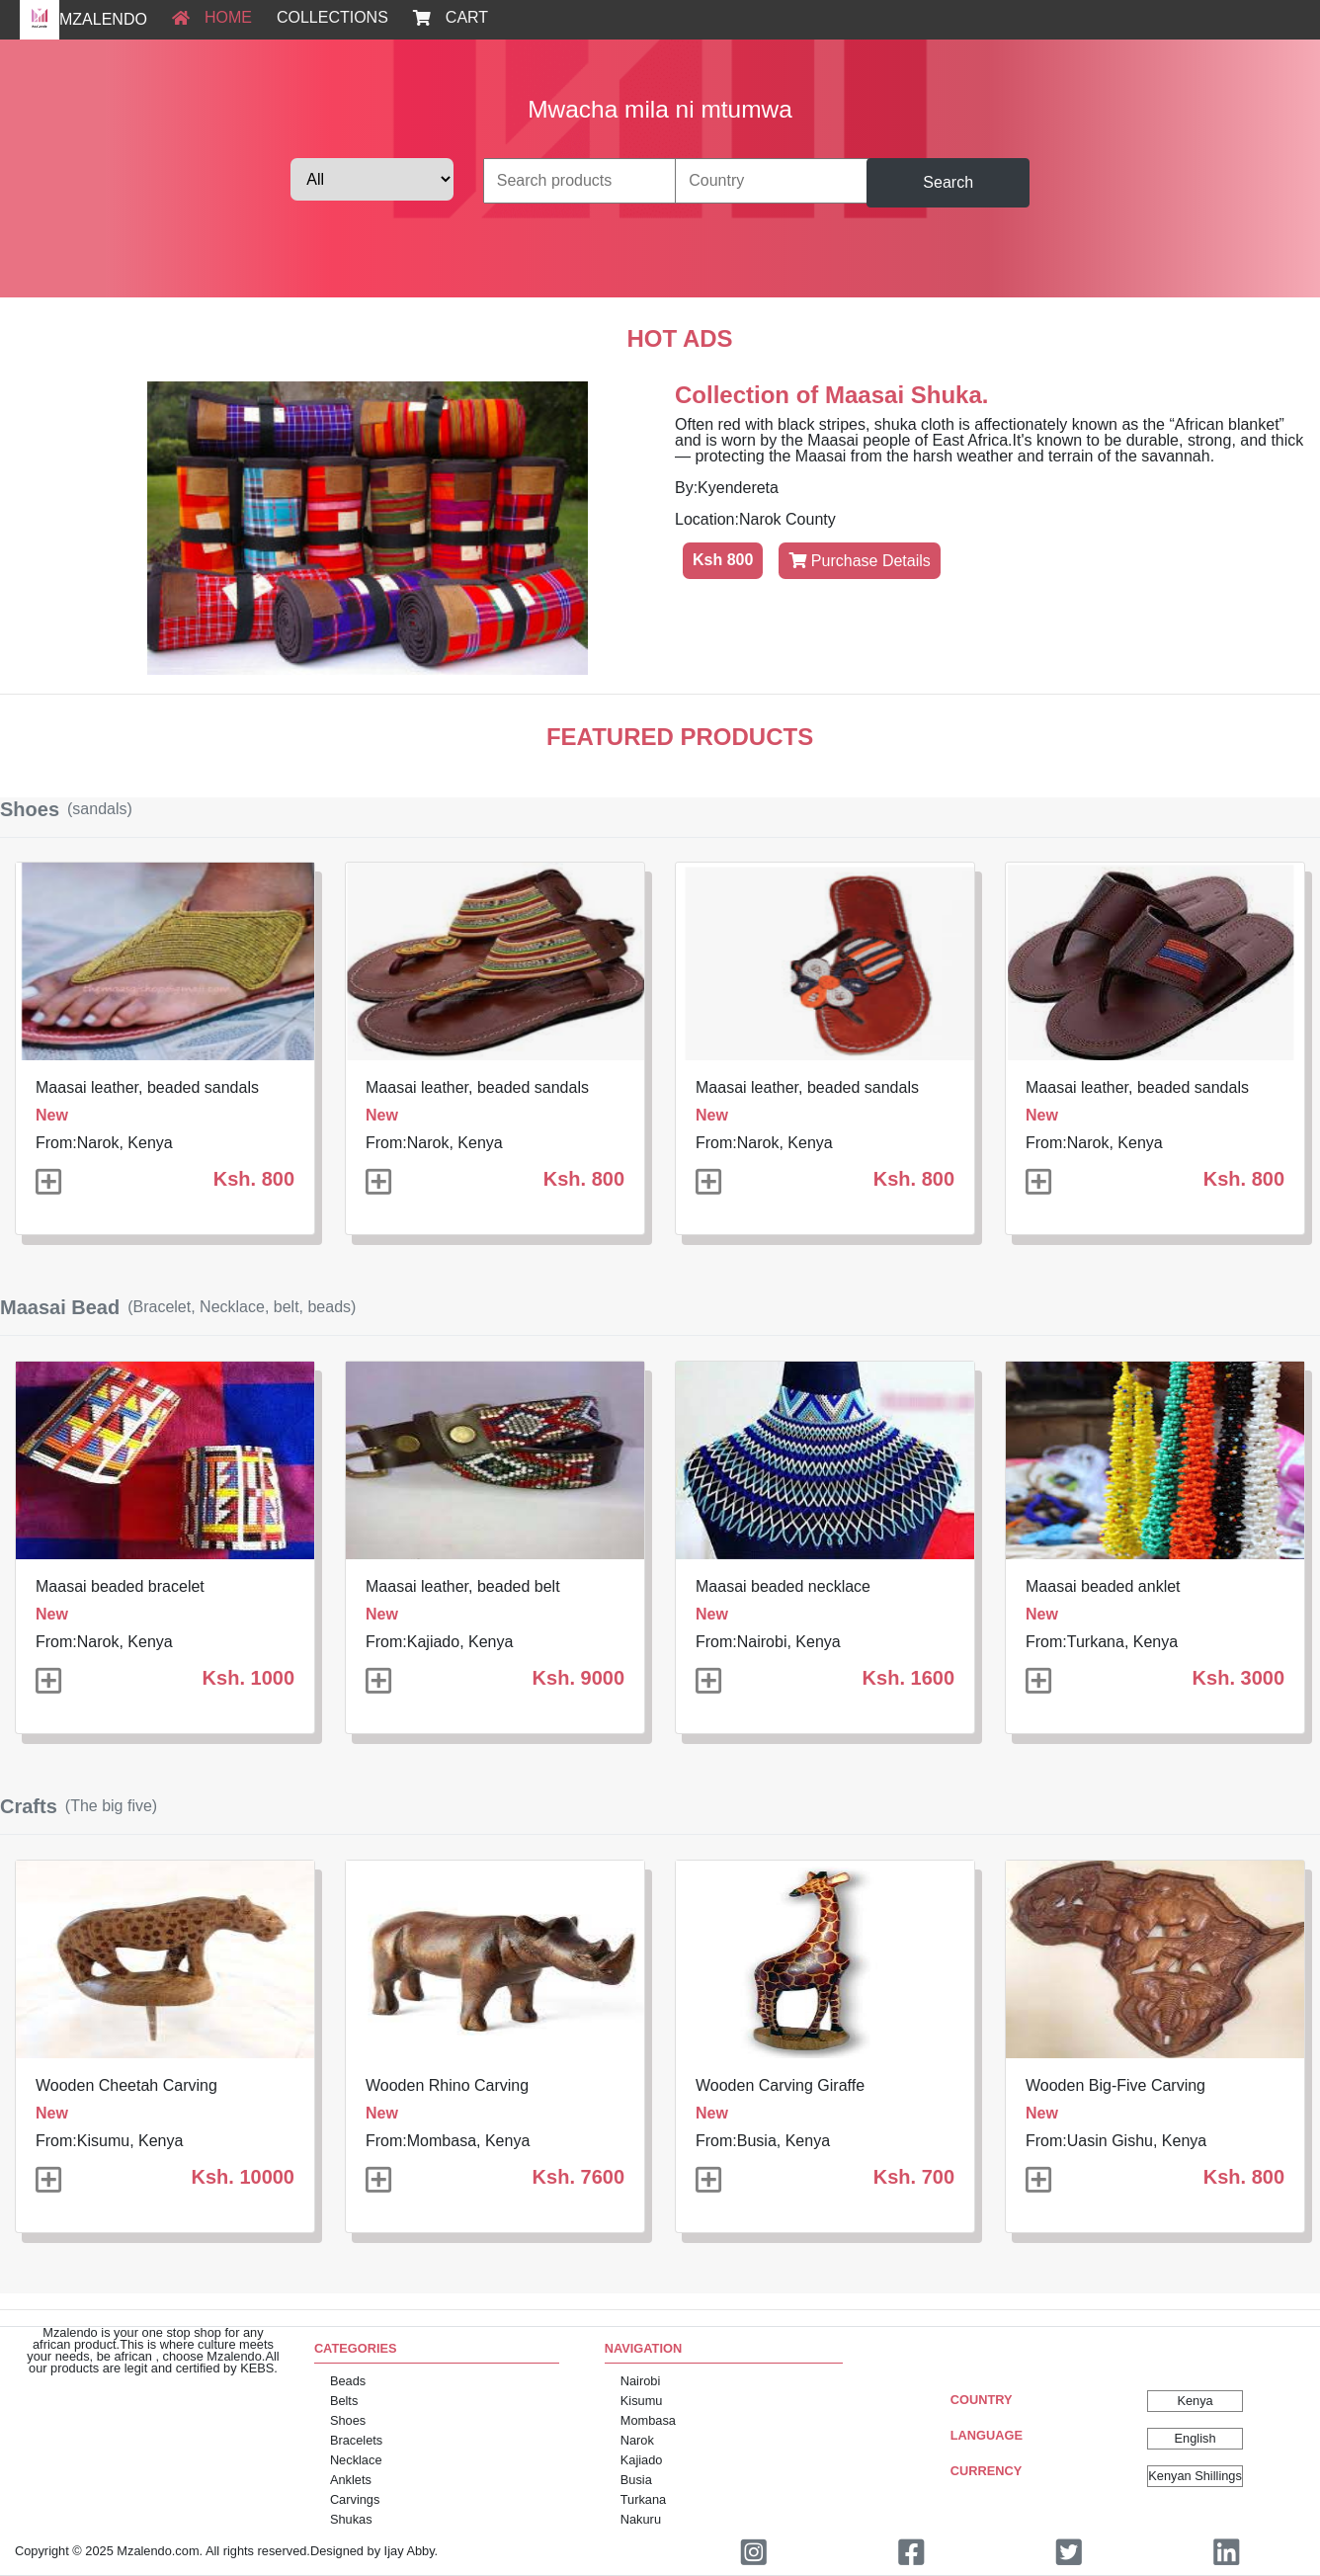 MZALENDO HOME COLLECTIONS CART
Mwacha mila ni mtumwa
All
Search products
Country
Search
HOT ADS
Collection of Maasai Shuka.
Often red with black stripes, shuka cloth is affectionately known as the “African blanket”
and is worn by the Maasai people of East Africa.It's known to be durable, strong, and thick
— protecting the Maasai from the harsh weather and terrain of the savannah.
By:Kyendereta
Location:Narok County
Ksh 800
Purchase Details
FEATURED PRODUCTS
Shoes (sandals)
Maasai leather, beaded sandals
New
From:Narok, Kenya
Ksh. 800
Maasai leather, beaded sandals
New
From:Narok, Kenya
Ksh. 800
Maasai leather, beaded sandals
New
From:Narok, Kenya
Ksh. 800
Maasai leather, beaded sandals
New
From:Narok, Kenya
Ksh. 800
Maasai Bead (Bracelet, Necklace, belt, beads)
Maasai beaded bracelet
New
From:Narok, Kenya
Ksh. 1000
Maasai leather, beaded belt
New
From:Kajiado, Kenya
Ksh. 9000
Maasai beaded necklace
New
From:Nairobi, Kenya
Ksh. 1600
Maasai beaded anklet
New
From:Turkana, Kenya
Ksh. 3000
Crafts (The big five)
Wooden Cheetah Carving
New
From:Kisumu, Kenya
Ksh. 10000
Wooden Rhino Carving
New
From:Mombasa, Kenya
Ksh. 7600
Wooden Carving Giraffe
New
From:Busia, Kenya
Ksh. 700
Wooden Big-Five Carving
New
From:Uasin Gishu, Kenya
Ksh. 800
Mzalendo is your one stop shop for any
african product.This is where culture meets
your needs, be african , choose Mzalendo.All
our products are legit and certified by KEBS.
CATEGORIES
Beads
Belts
Shoes
Bracelets
Necklace
Anklets
Carvings
Shukas
NAVIGATION
Nairobi
Kisumu
Mombasa
Narok
Kajiado
Busia
Turkana
Nakuru
COUNTRY
Kenya
LANGUAGE
English
CURRENCY
Kenyan Shillings
Copyright © 2025 Mzalendo.com. All rights reserved.Designed by Ijay Abby.